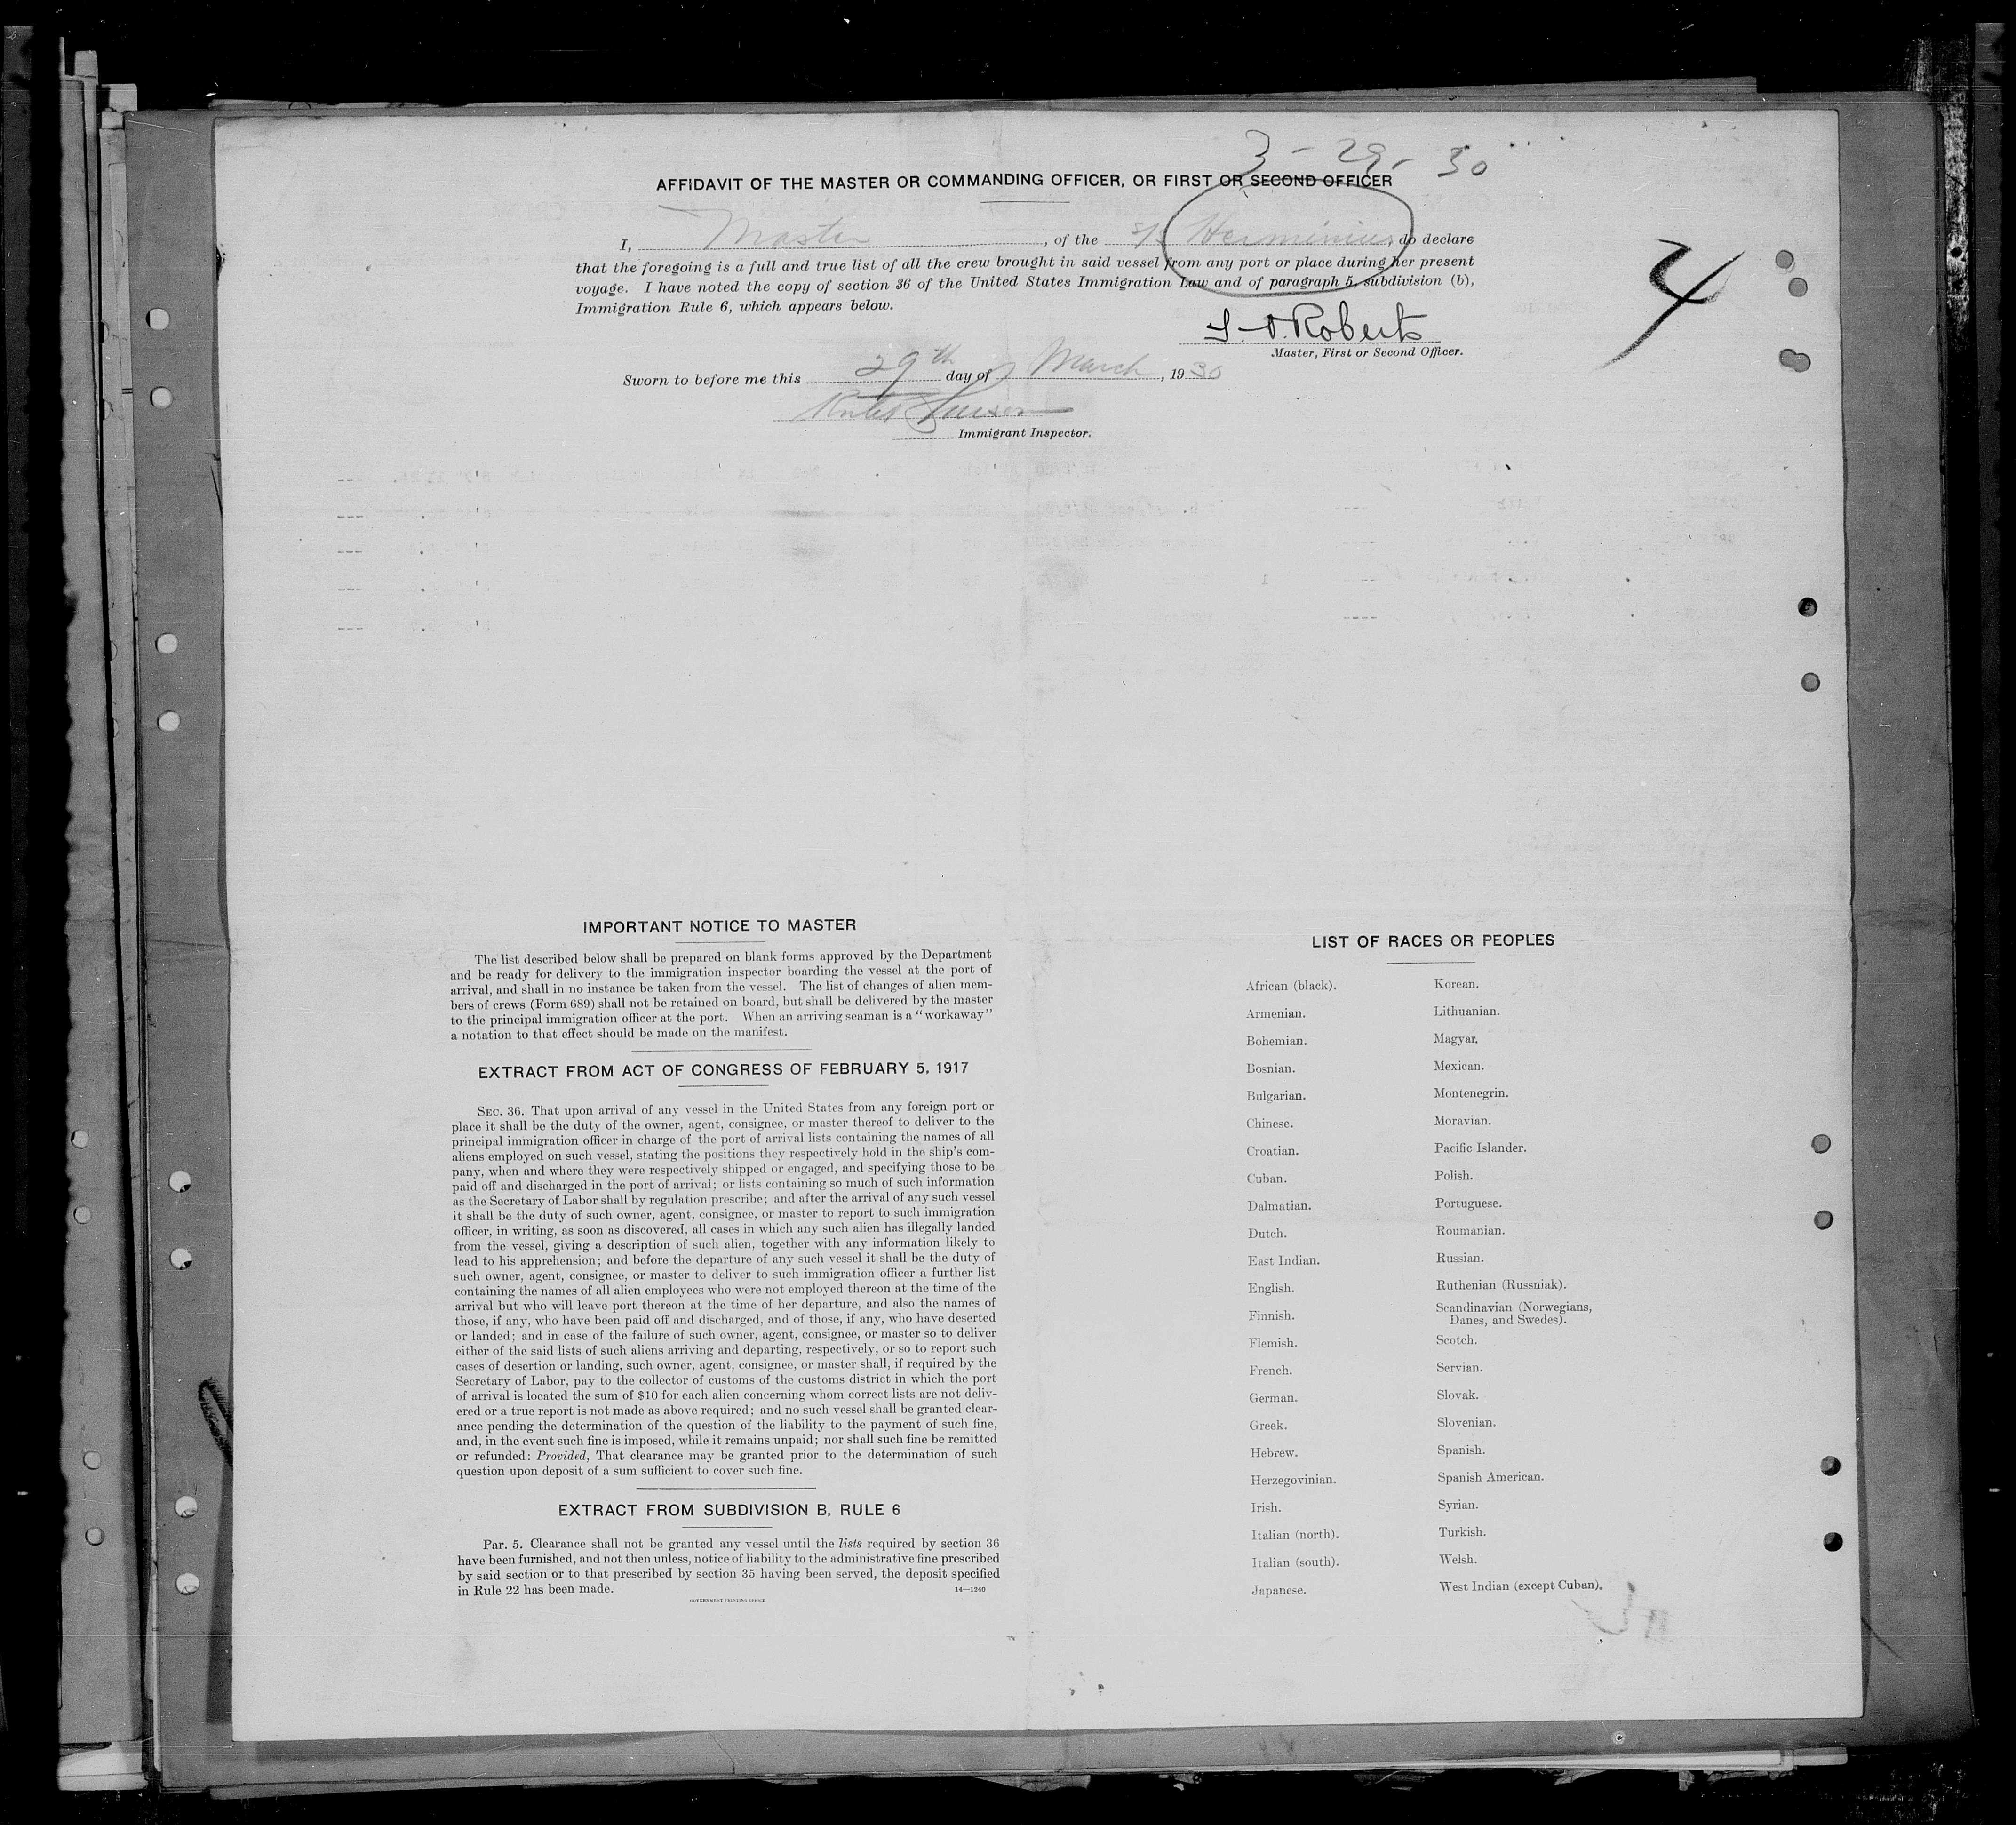 3 - 29 - 30
AFFIDAVIT OF THE MASTER OR COMMANDING OFFICER, OR FIRST OR SECOND OFFICER
I, Master, of the S/S Herminius, do declare
that the foregoing is a full and true list of all the crew brought in said vessel from any port or place during her present
voyage. I have noted the copy of section 36 of the United States Immigration Law and of paragraph 5, subdivision (b),
Immigration Rule 6, which appears below.
4
Roberts
Master, First or Second Officer.
Sworn to before me this 29th day of March, 1930
Immigrant Inspector.
IMPORTANT NOTICE TO MASTER
The list described below shall be prepared on blank forms approved by the Department
and be ready for delivery to the immigration inspector boarding the vessel at the port of
arrival, and shall in no instance be taken from the vessel. The list of changes of alien mem-
bers of crews (Form 689) shall not be retained on board, but shall be delivered by the master
to the principal immigration officer at the port. When an arriving seaman is a "workaway"
a notation to that effect should be made on the manifest.
EXTRACT FROM ACT OF CONGRESS OF FEBRUARY 5, 1917
SEC. 36. That upon arrival of any vessel in the United States from any foreign port or
place it shall be the duty of the owner, agent, consignee, or master thereof to deliver to the
principal immigration officer in charge of the port of arrival lists containing the names of all
aliens employed on such vessel, stating the positions they respectively hold in the ship's com-
pany, when and where they were respectively shipped or engaged, and specifying those to be
paid off and discharged in the port of arrival; or lists containing so much of such information
as the Secretary of Labor shall by regulation prescribe; and after the arrival of any such vessel
it shall be the duty of such owner, agent, consignee, or master to report to such immigration
officer, in writing, as soon as discovered, all cases in which any such alien has illegally landed
from the vessel, giving a description of such alien, together with any information likely to
lead to his apprehension; and before the departure of any such vessel it shall be the duty of
such owner, agent, consignee, or master to deliver to such immigration officer a further list
containing the names of all alien employees who were not employed thereon at the time of the
arrival but who will leave port thereon at the time of her departure, and also the names of
those, if any, who have been paid off and discharged, and of those, if any, who have deserted
or landed; and in case of the failure of such owner, agent, consignee, or master so to deliver
either of the said lists of such aliens arriving and departing, respectively, or so to report such
cases of desertion or landing, such owner, agent, consignee, or master shall, if required by the
Secretary of Labor, pay to the collector of customs of the customs district in which the port
of arrival is located the sum of $10 for each alien concerning whom correct lists are not deliv-
ered or a true report is not made as above required; and no such vessel shall be granted clear-
ance pending the determination of the question of the liability to the payment of such fine,
and, in the event such fine is imposed, while it remains unpaid; nor shall such fine be remitted
or refunded: Provided, That clearance may be granted prior to the determination of such
question upon deposit of a sum sufficient to cover such fine.
EXTRACT FROM SUBDIVISION B, RULE 6
Par. 5. Clearance shall not be granted any vessel until the lists required by section 36
have been furnished, and not then unless, notice of liability to the administrative fine prescribed
by said section or to that prescribed by section 35 having been served, the deposit specified
in Rule 22 has been made.
14—1240
GOVERNMENT PRINTING OFFICE
LIST OF RACES OR PEOPLES
African (black).
Armenian.
Bohemian.
Bosnian.
Bulgarian.
Chinese.
Croatian.
Cuban.
Dalmatian.
Dutch.
East Indian.
English.
Finnish.
Flemish.
French.
German.
Greek.
Hebrew.
Herzegovinian.
Irish.
Italian (north).
Italian (south).
Japanese.
Korean.
Lithuanian.
Magyar.
Mexican.
Montenegrin.
Moravian.
Pacific Islander.
Polish.
Portuguese.
Roumanian.
Russian.
Ruthenian (Russniak).
Scandinavian (Norwegians,
Danes, and Swedes).
Scotch.
Servian.
Slovak.
Slovenian.
Spanish.
Spanish American.
Syrian.
Turkish.
Welsh.
West Indian (except Cuban).